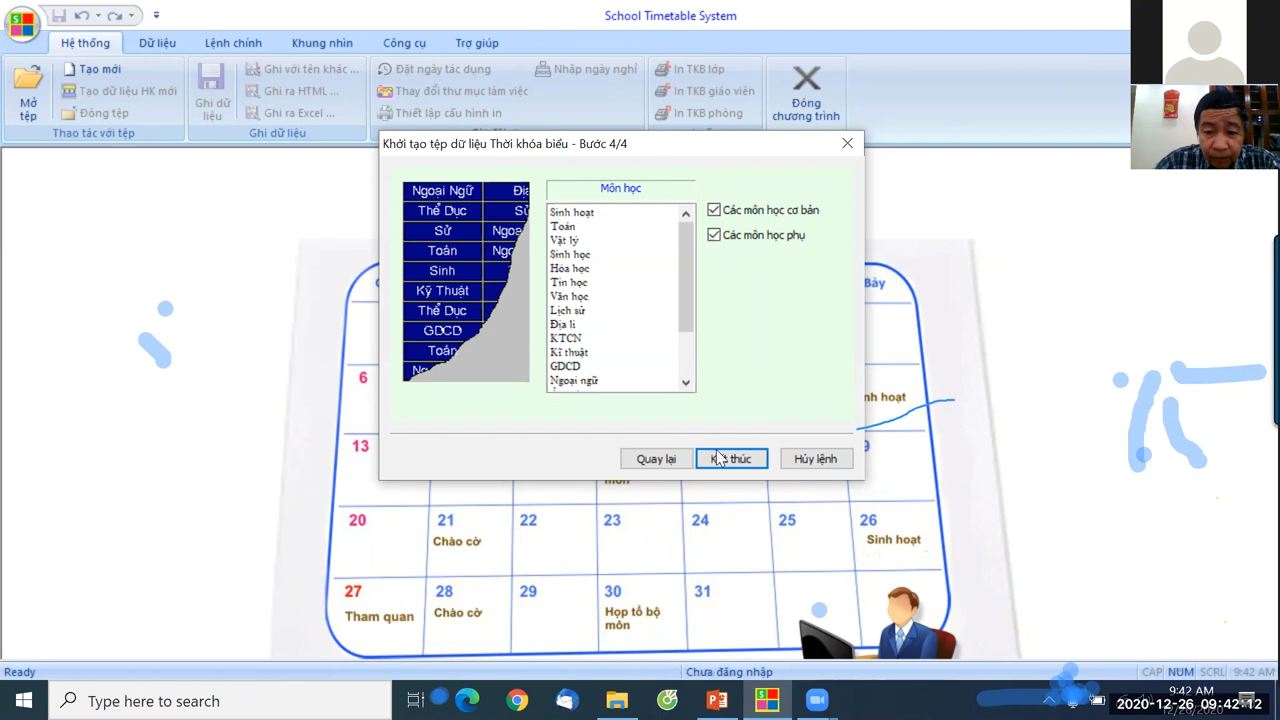 School Timetable System
Hệ thống Dữ liệu Lệnh chính Khung nhìn Công cụ Trợ giúp
Mở tệp
Tạo mới
Tạo dữ liệu HK mới
Đóng tệp
Thao tác với tệp
Ghi dữ liệu
Ghi với tên khác ...
Ghi ra HTML ...
Ghi ra Excel ...
Ghi dữ liệu
Đặt ngày tác dụng
Thay đổi thư mục làm việc
Thiết lập cấu hình in
Nhập ngày nghỉ
In TKB lớp
In TKB giáo viên
In TKB phòng
Đóng chương trình
Khởi tạo tệp dữ liệu Thời khóa biểu - Bước 4/4
Ngoại Ngữ
Thể Dục
Sử
Toán
Sinh
Kỹ Thuật
Thể Dục
GDCD
Toán
Môn học
Sinh hoạt
Toán
Vật lý
Sinh học
Hóa học
Tin học
Văn học
Lịch sử
Địa lí
KTCN
Kĩ thuật
GDCD
Ngoại ngữ
Các môn học cơ bản
Các môn học phụ
Quay lại
Hủy lệnh
Bảy
6
13
20 21 22 23 24 25 26
Chào cờ Sinh hoạt
27 28 29 30 31
Tham quan Chào cờ Họp tổ bộ môn
Ready Chưa đăng nhập CAP NUM SCRL 9:42 AM
Type here to search
9:42 AM
2020-12-26 09:42:12